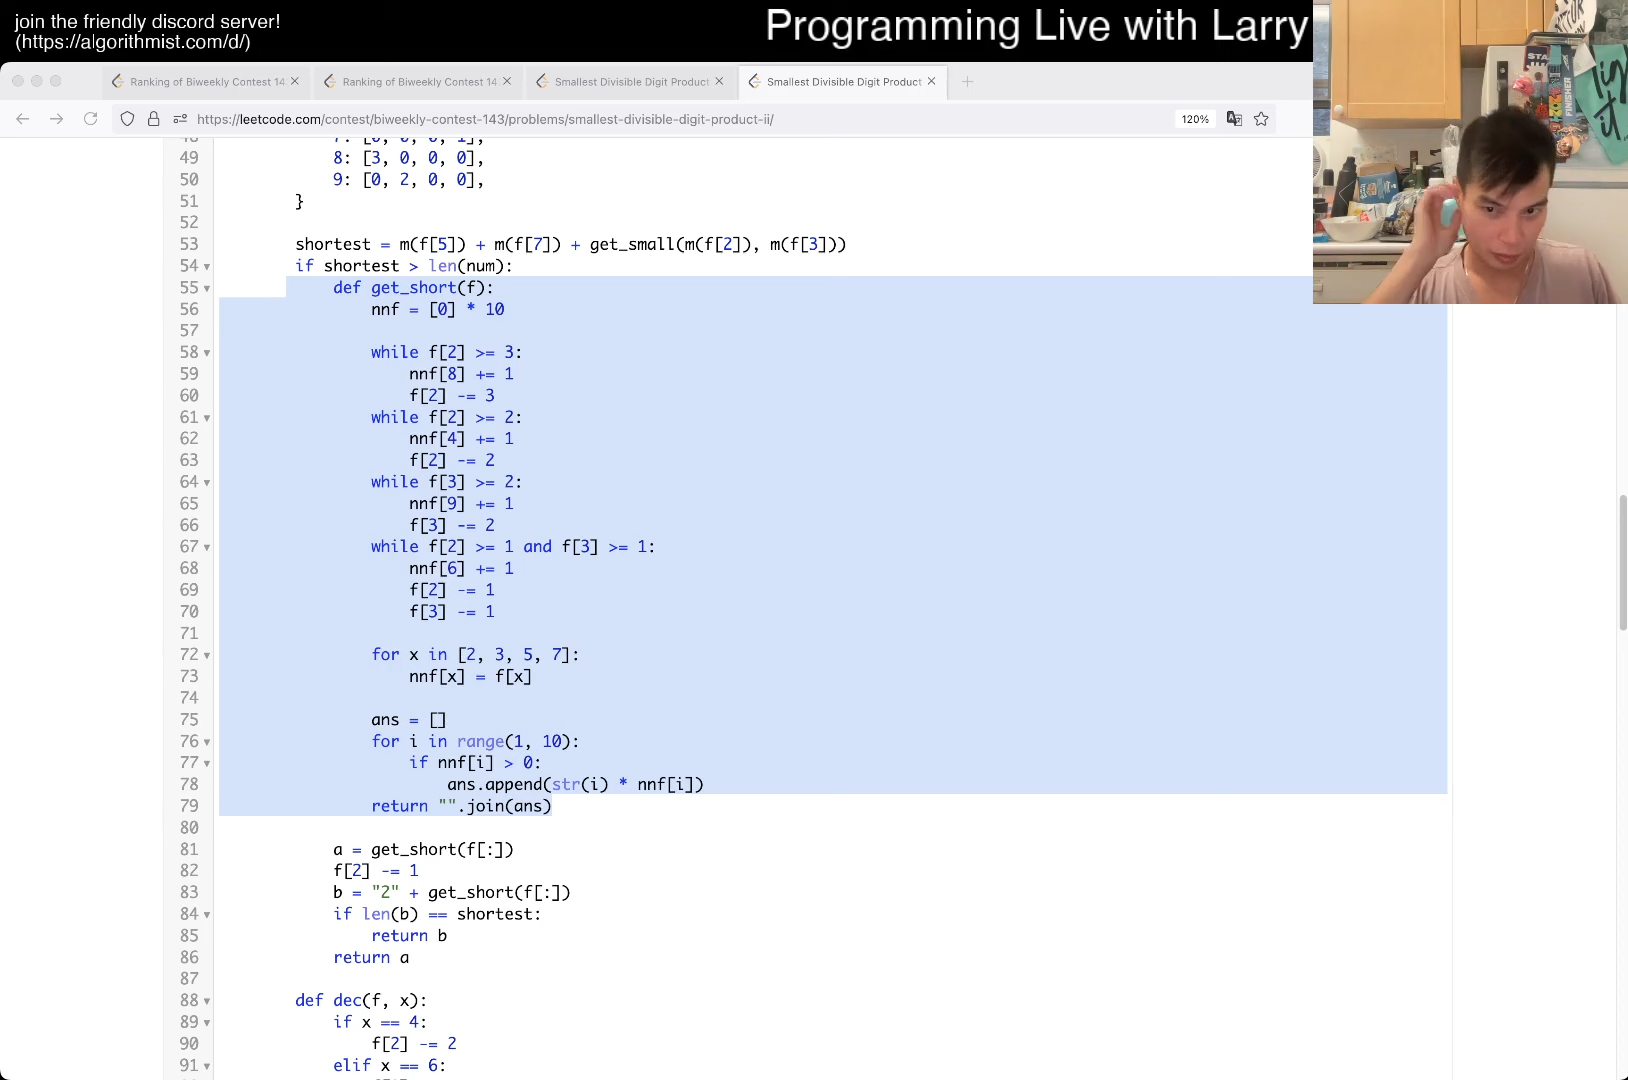 join the friendly discord server!
(https://algorithmist.com/d/)
Programming Live with Larry
Ranking of Biweekly Contest 14
Ranking of Biweekly Contest 14
Smallest Divisible Digit Product
Smallest Divisible Digit Product
https://leetcode.com/contest/biweekly-contest-143/problems/smallest-divisible-digit-product-ii/
120%
49 8: [3, 0, 0, 0],
50 9: [0, 2, 0, 0],
51 }
52
53 shortest = m(f[5]) + m(f[7]) + get_small(m(f[2]), m(f[3]))
54 if shortest > len(num):
55 def get_short(f):
56 nnf = [0] * 10
57
58 while f[2] >= 3:
59 nnf[8] += 1
60 f[2] -= 3
61 while f[2] >= 2:
62 nnf[4] += 1
63 f[2] -= 2
64 while f[3] >= 2:
65 nnf[9] += 1
66 f[3] -= 2
67 while f[2] >= 1 and f[3] >= 1:
68 nnf[6] += 1
69 f[2] -= 1
70 f[3] -= 1
71
72 for x in [2, 3, 5, 7]:
73 nnf[x] = f[x]
74
75 ans = []
76 for i in range(1, 10):
77 if nnf[i] > 0:
78 ans.append(str(i) * nnf[i])
79 return "".join(ans)
80
81 a = get_short(f[:])
82 f[2] -= 1
83 b = "2" + get_short(f[:])
84 if len(b) == shortest:
85 return b
86 return a
87
88 def dec(f, x):
89 if x == 4:
90 f[2] -= 2
91 elif x == 6: